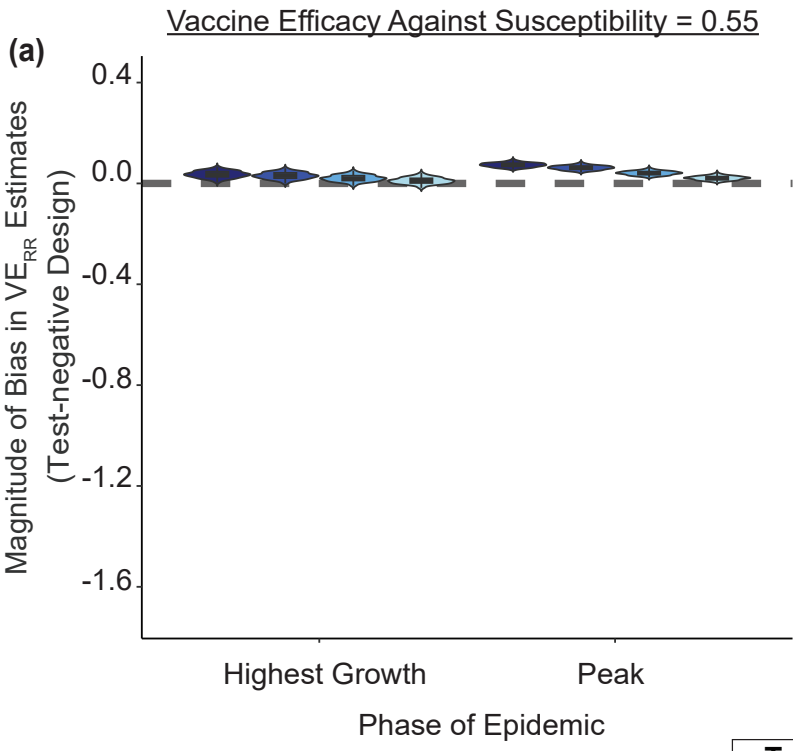 Vaccine Efficacy Against Susceptibility = 0.55
(a)
Magnitude of Bias in VE_RR Estimates
(Test-negative Design)
0.4
0.0
-0.4
-0.8
-1.2
-1.6
Highest Growth
Peak
Phase of Epidemic